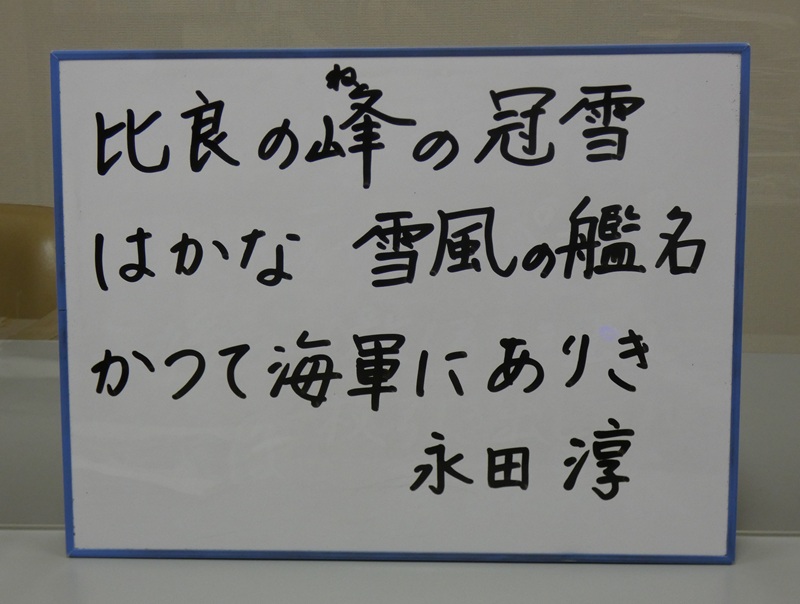 比良の峰の冠雪
はかな 雪風の艦名
かつて海軍にありき
永田 淳